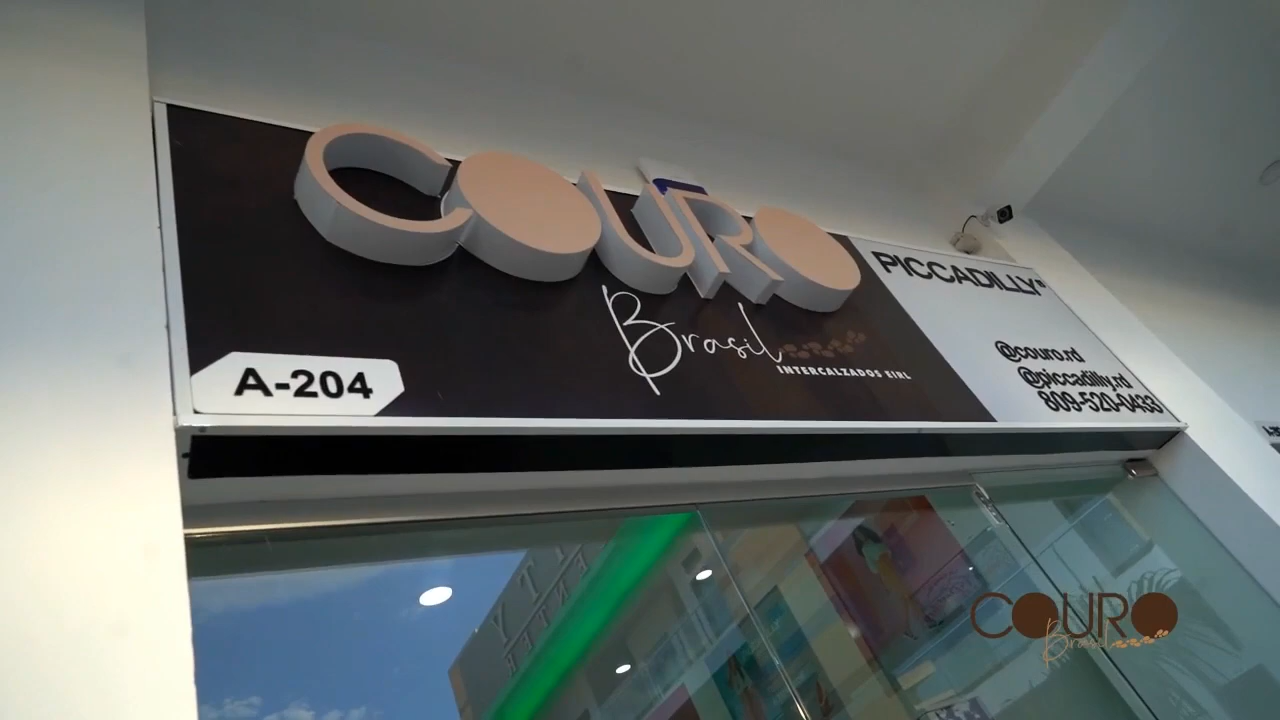 COURO
Brasil
INTERCALZADOS EIRL
A-204
PICCADILLY®
@couro.rd
@piccadilly.rd
809-520-0433
COURO
Brasil